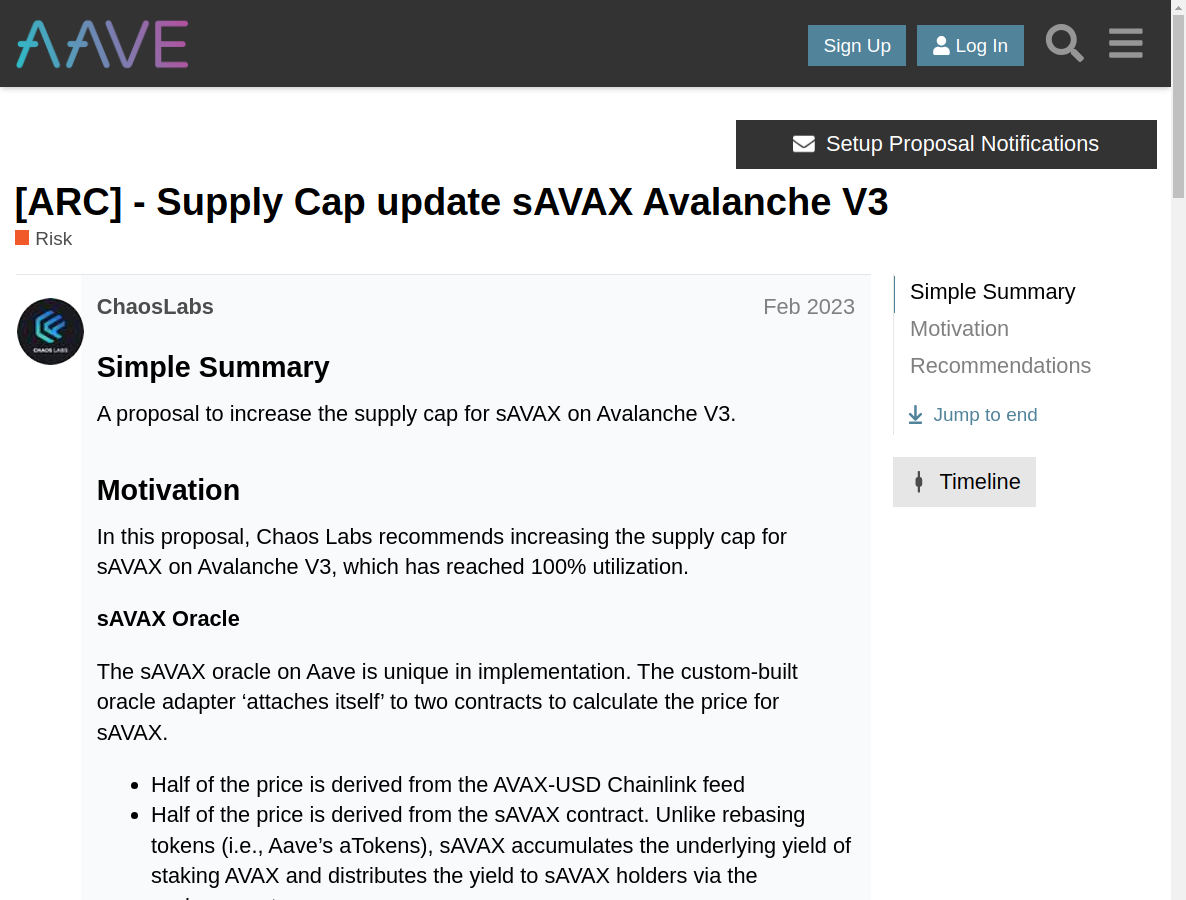 AAVE
Sign Up
Log In
Setup Proposal Notifications
[ARC] - Supply Cap update sAVAX Avalanche V3
Risk
ChaosLabs
Feb 2023
CHAOS LABS
Simple Summary
A proposal to increase the supply cap for sAVAX on Avalanche V3.
Motivation
In this proposal, Chaos Labs recommends increasing the supply cap for
sAVAX on Avalanche V3, which has reached 100% utilization.
sAVAX Oracle
The sAVAX oracle on Aave is unique in implementation. The custom-built
oracle adapter ‘attaches itself’ to two contracts to calculate the price for
sAVAX.
Half of the price is derived from the AVAX-USD Chainlink feed
Half of the price is derived from the sAVAX contract. Unlike rebasing
tokens (i.e., Aave’s aTokens), sAVAX accumulates the underlying yield of
staking AVAX and distributes the yield to sAVAX holders via the
Simple Summary
Motivation
Recommendations
Jump to end
Timeline